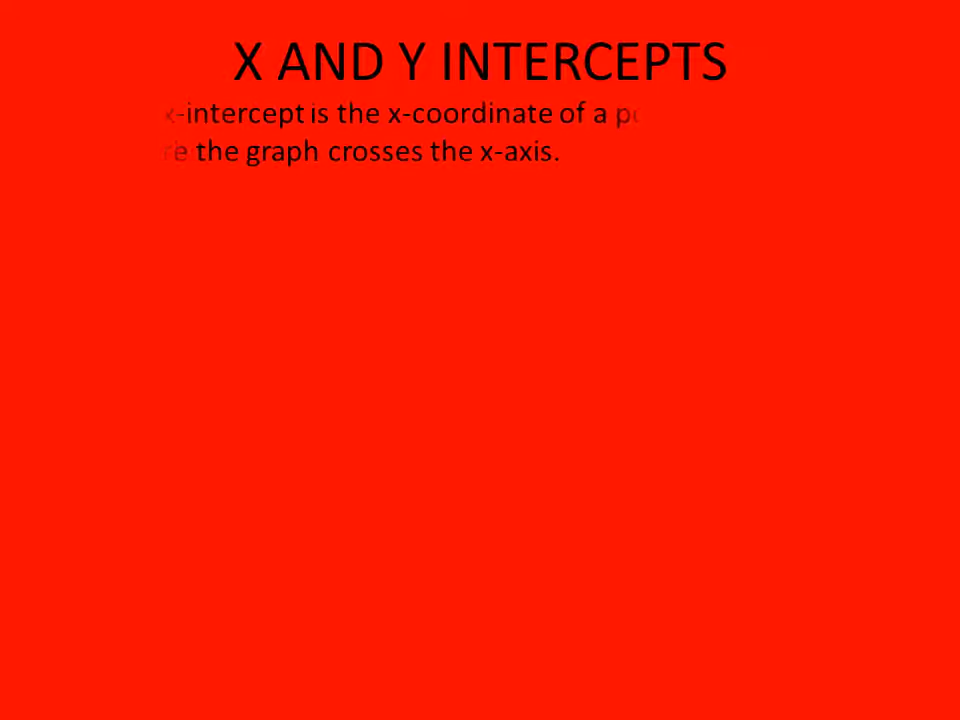 X AND Y INTERCEPTS
x-intercept is the x-coordinate of a
the graph crosses the x-axis.